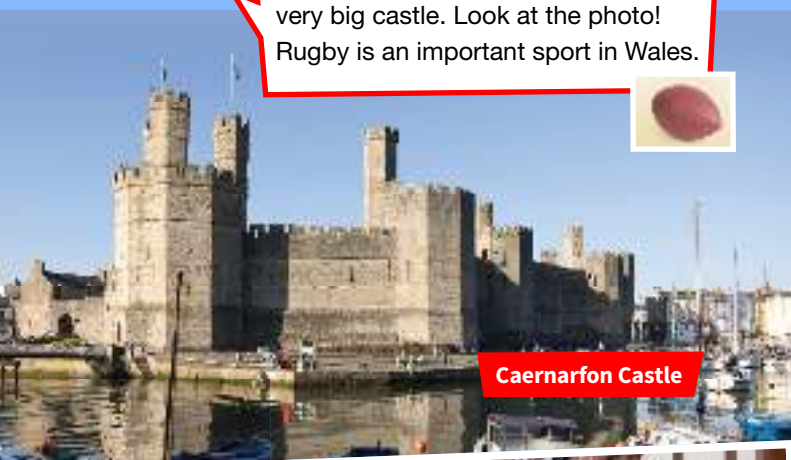 very big castle. Look at the photo!
Rugby is an important sport in Wales.
Caernarfon Castle